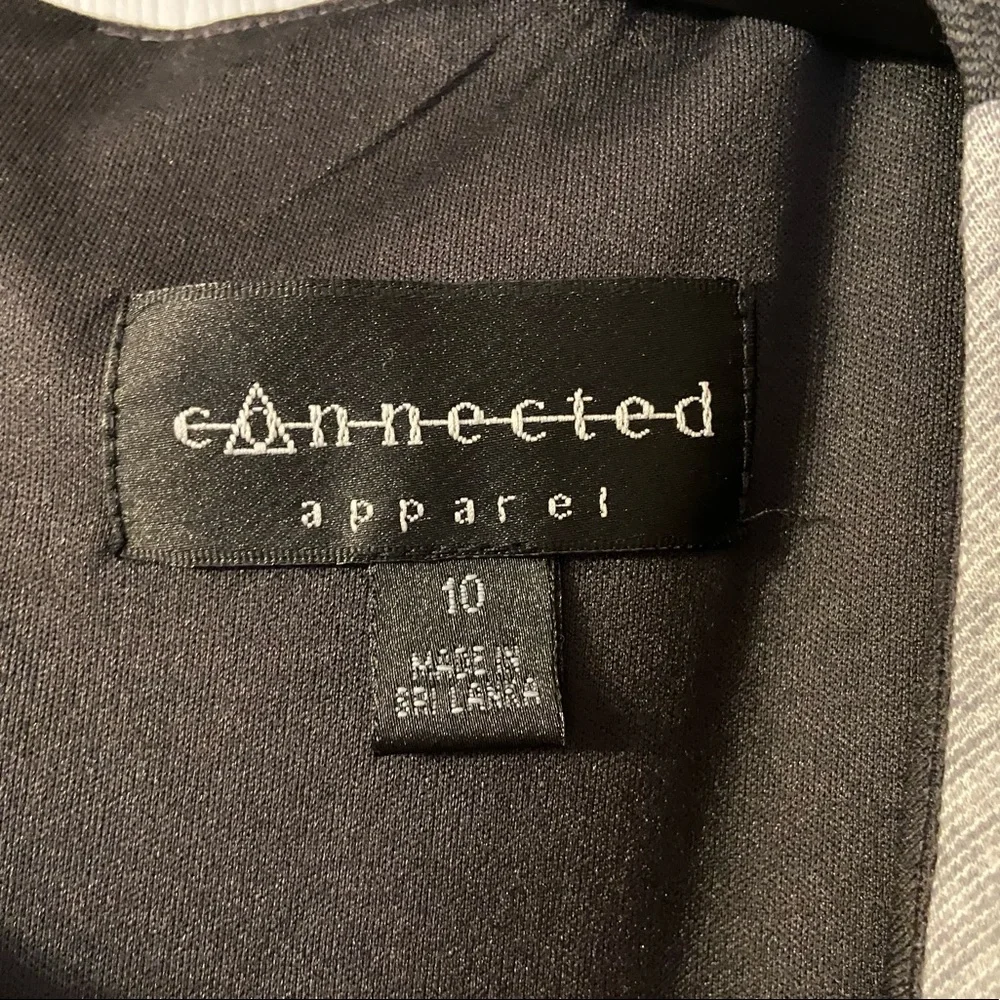 connected
apparel
10
MADE IN
SRI LANKA